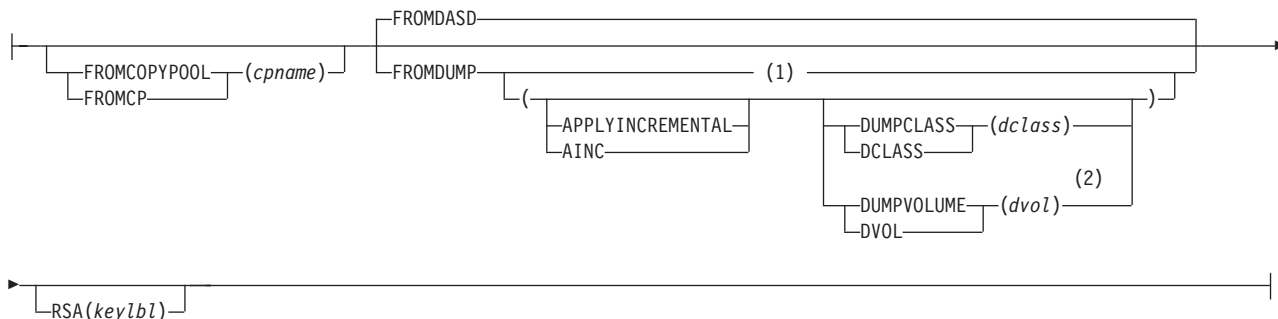 FROMDASD
FROMCOPYPOOL (cpname) FROMDUMP (1)
FROMCP ( )
APPLYINCREMENTAL DUMPCLASS (dclass)
AINC DCLASS
(2)
DUMPVOLUME (dvol)
DVOL
RSA(keylbl)